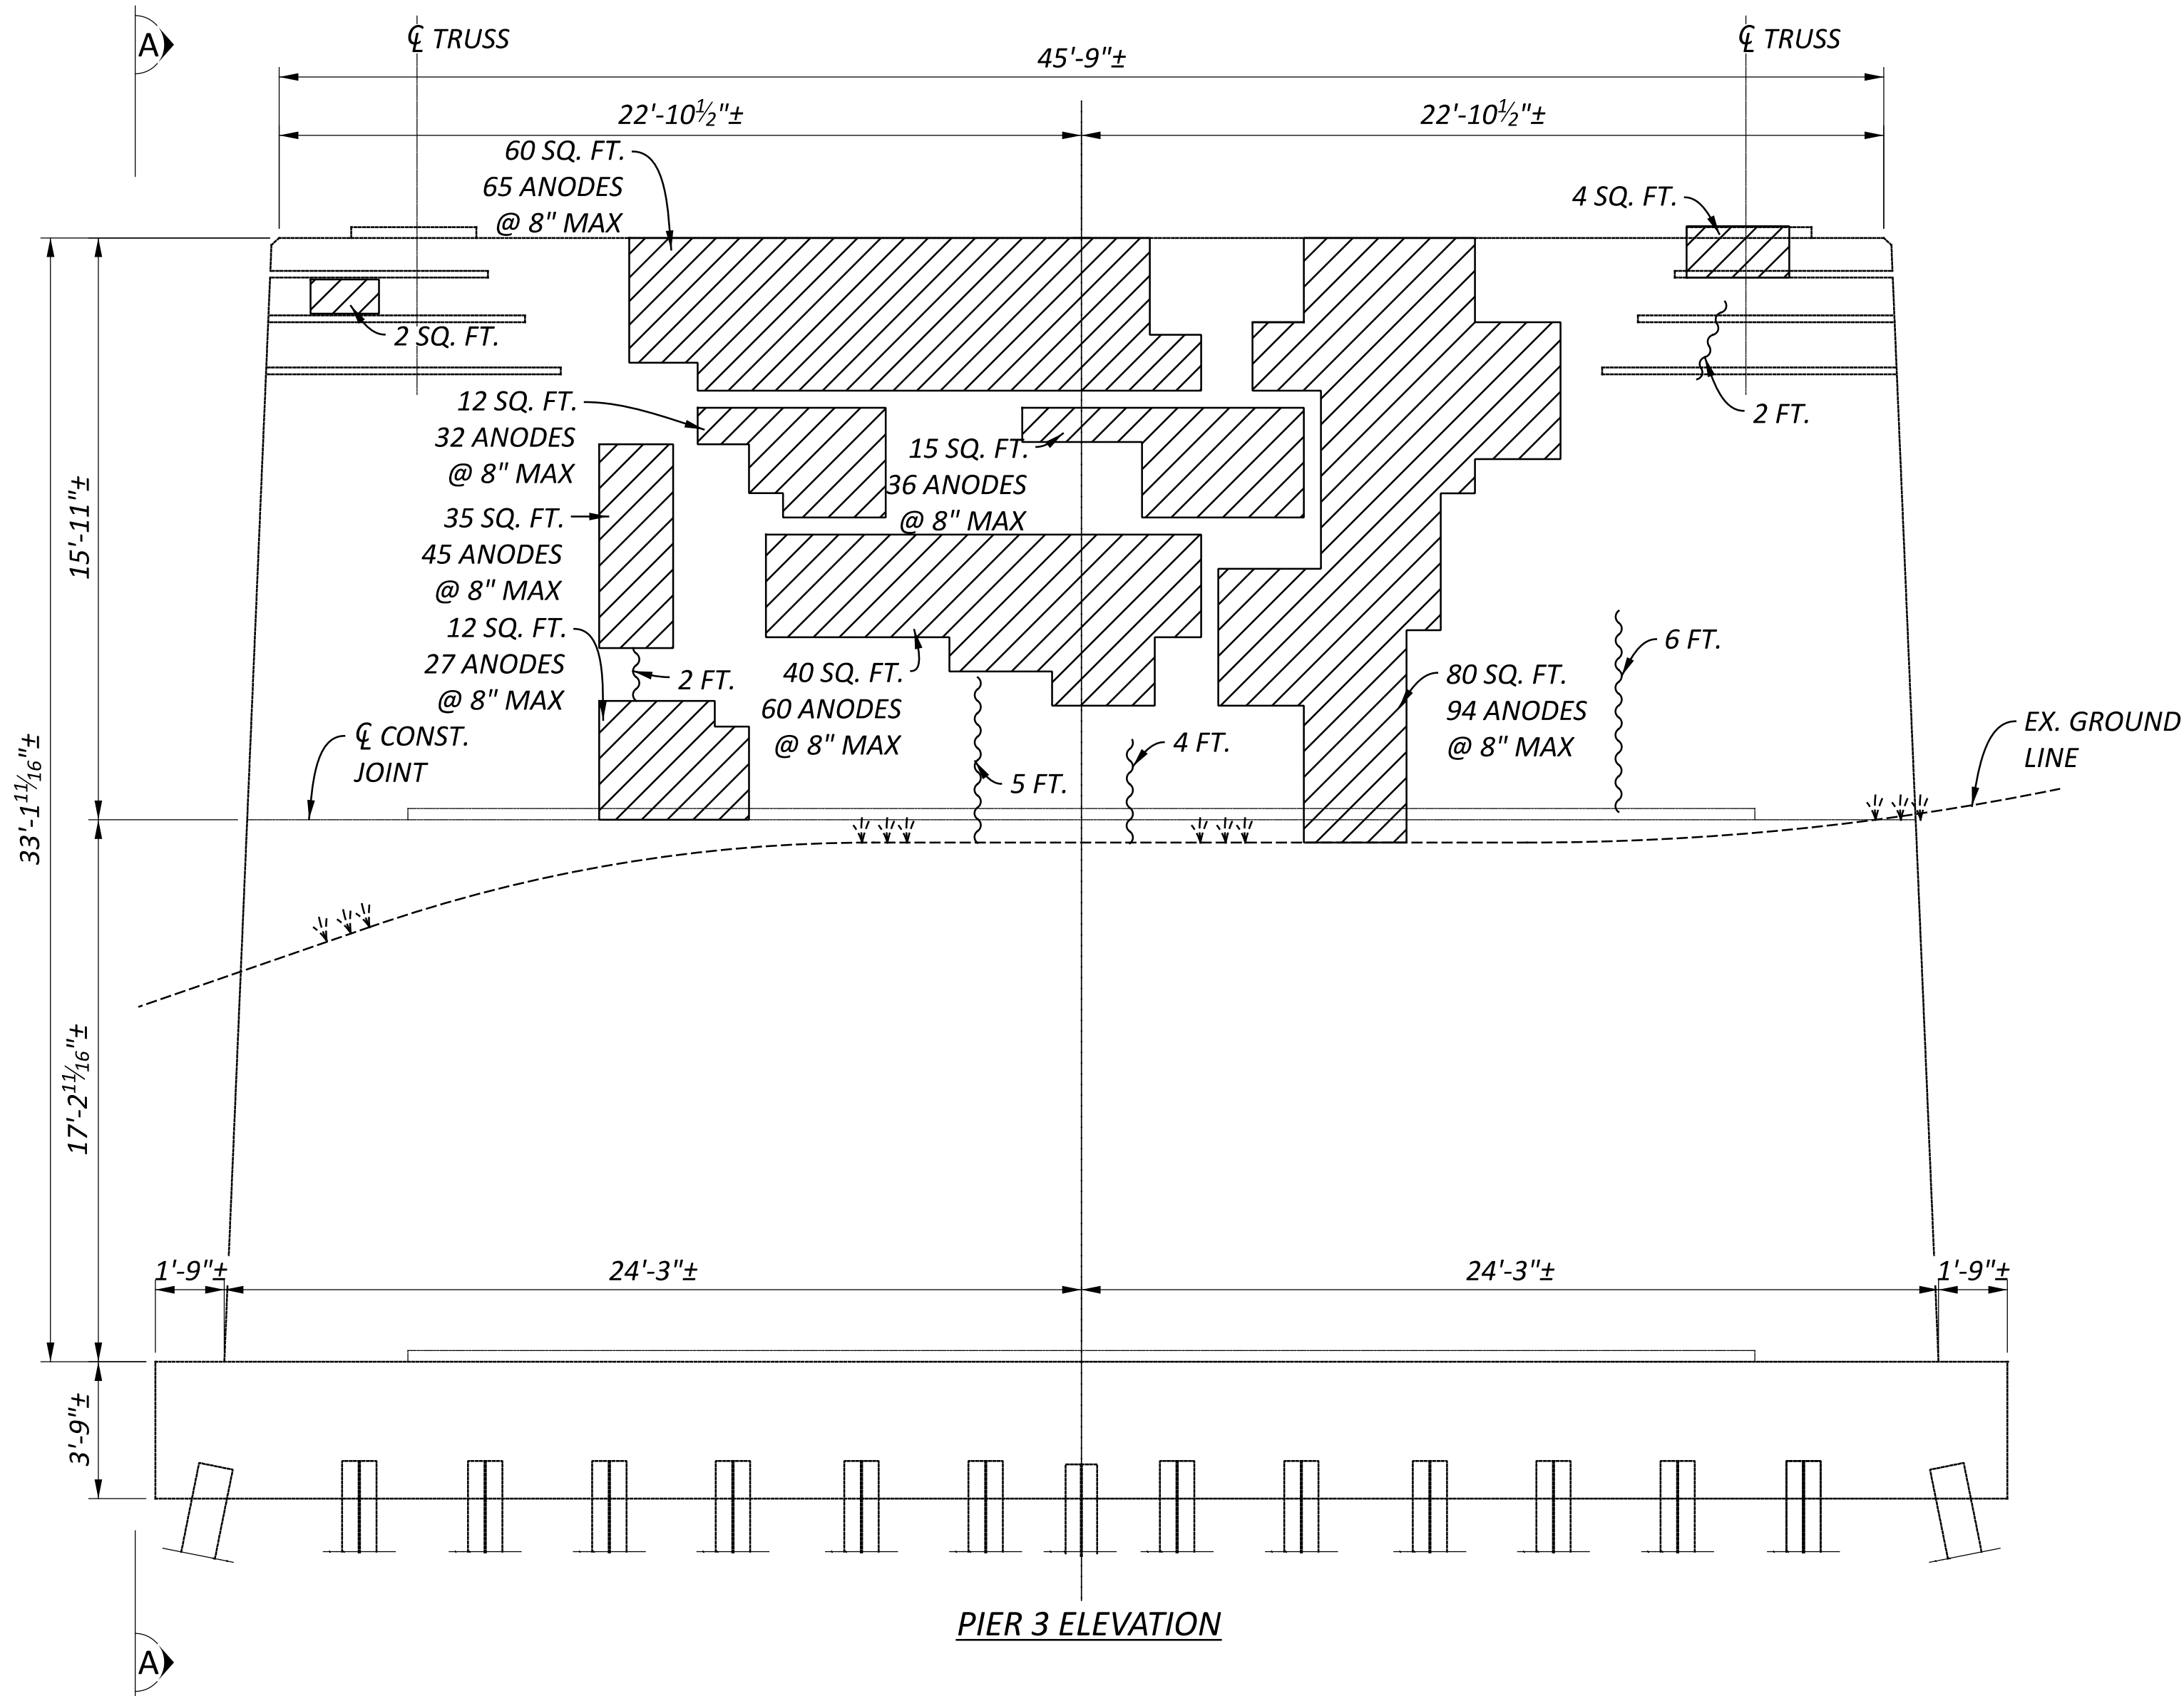 A
℄ TRUSS
℄ TRUSS
45'-9"±
22'-10½"±
22'-10½"±
60 SQ. FT.
65 ANODES
@ 8" MAX
4 SQ. FT.
2 SQ. FT.
12 SQ. FT.
32 ANODES
@ 8" MAX
2 FT.
15 SQ. FT.
36 ANODES
@ 8" MAX
35 SQ. FT.
45 ANODES
@ 8" MAX
12 SQ. FT.
27 ANODES
@ 8" MAX
2 FT.
40 SQ. FT.
60 ANODES
@ 8" MAX
80 SQ. FT.
94 ANODES
@ 8" MAX
6 FT.
5 FT.
4 FT.
℄ CONST.
JOINT
EX. GROUND
LINE
15'-11"±
33'-1 11/16"±
17'-2 11/16"±
3'-9"±
1'-9"±
24'-3"±
24'-3"±
1'-9"±
PIER 3 ELEVATION
A